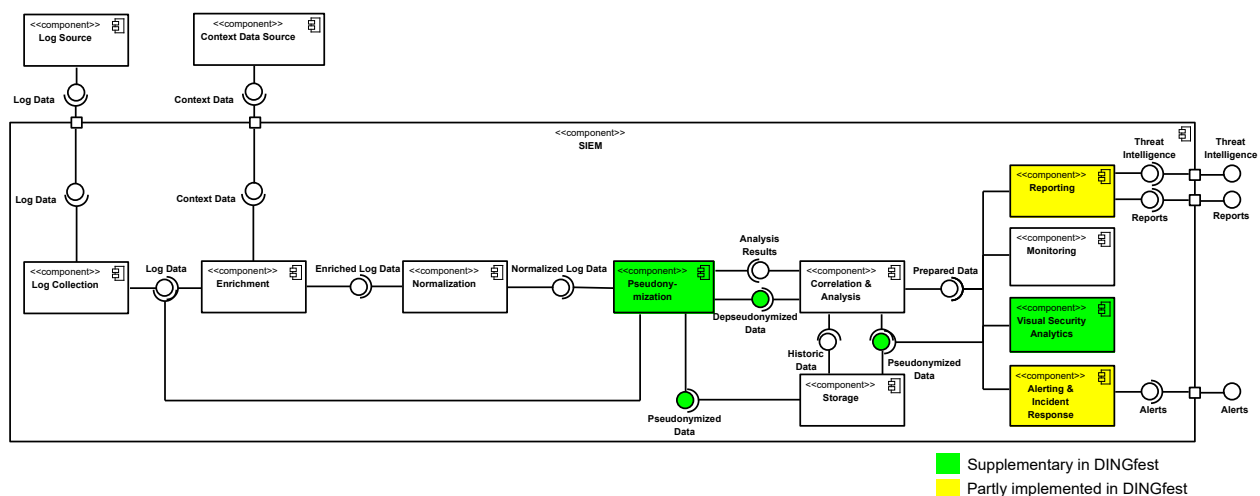 <<component>>
Log Source
<<component>>
Context Data Source
Log Data
Context Data
<<component>>
SIEM
Threat
Intelligence
Threat
Intelligence
<<component>>
Reporting
Reports
Reports
Log Data
Context Data
<<component>>
Log Collection
Log Data
<<component>>
Enrichment
Enriched Log Data
<<component>>
Normalization
Normalized Log Data
<<component>>
Pseudony-
mization
Analysis
Results
Depseudonymized
Data
<<component>>
Correlation &
Analysis
Prepared Data
<<component>>
Monitoring
<<component>>
Visual Security
Analytics
Historic
Data
Pseudonymized
Data
<<component>>
Storage
Pseudonymized
Data
<<component>>
Alerting &
Incident
Response
Alerts
Alerts
Supplementary in DINGfest
Partly implemented in DINGfest